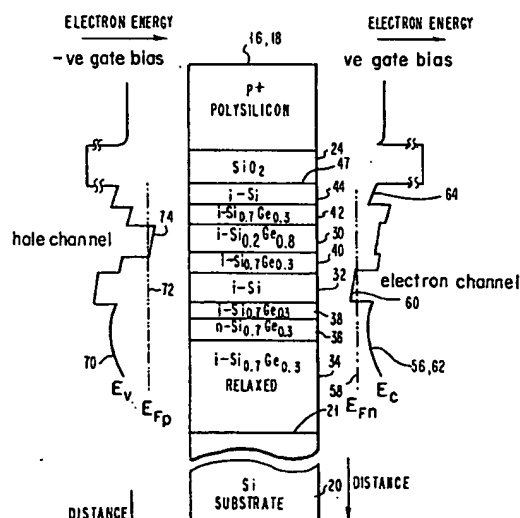 ELECTRON ENERGY
-ve gate bias
16,18
ELECTRON ENERGY
ve gate bias
p+
POLYSILICON
24
SiO2
47
i-Si
44
64
i-Si0.7Ge0.3
42
74
hale channel
i-Si0.2Ge0.8
30
i-Si0.7Ge0.3
40
i-Si
32
electron channel
72
60
i-Si0.7Ge0.3
38
n-Si0.7Ge0.3
36
70
i-Si0.7Ge0.3
RELAXED
34
56,62
58
Ev
EFp
21
EFn
Ec
Si
SUBSTRATE
20
DISTANCE
DISTANCE